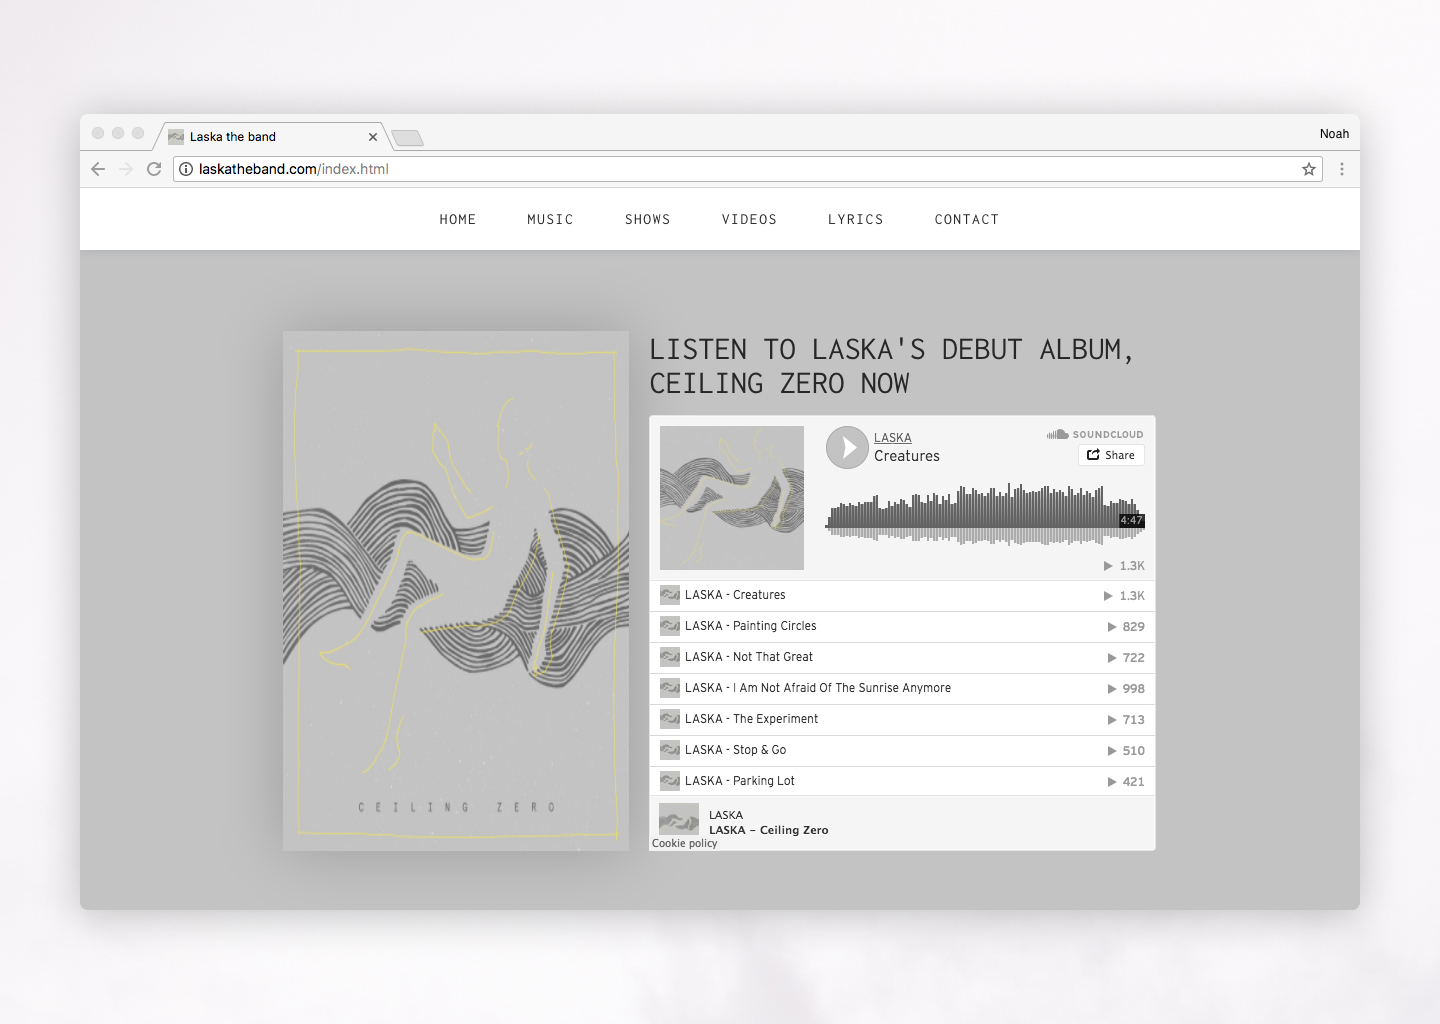 Laska the band
Noah
laskatheband.com/index.html
HOME MUSIC SHOWS VIDEOS LYRICS CONTACT
CEILING ZERO
LISTEN TO LASKA'S DEBUT ALBUM,
CEILING ZERO NOW
LASKA
Creatures
SOUNDCLOUD
Share
4:47
1.3K
LASKA - Creatures 1.3K
LASKA - Painting Circles 829
LASKA - Not That Great 722
LASKA - I Am Not Afraid Of The Sunrise Anymore 998
LASKA - The Experiment 713
LASKA - Stop & Go 510
LASKA - Parking Lot 421
LASKA
LASKA – Ceiling Zero
Cookie policy